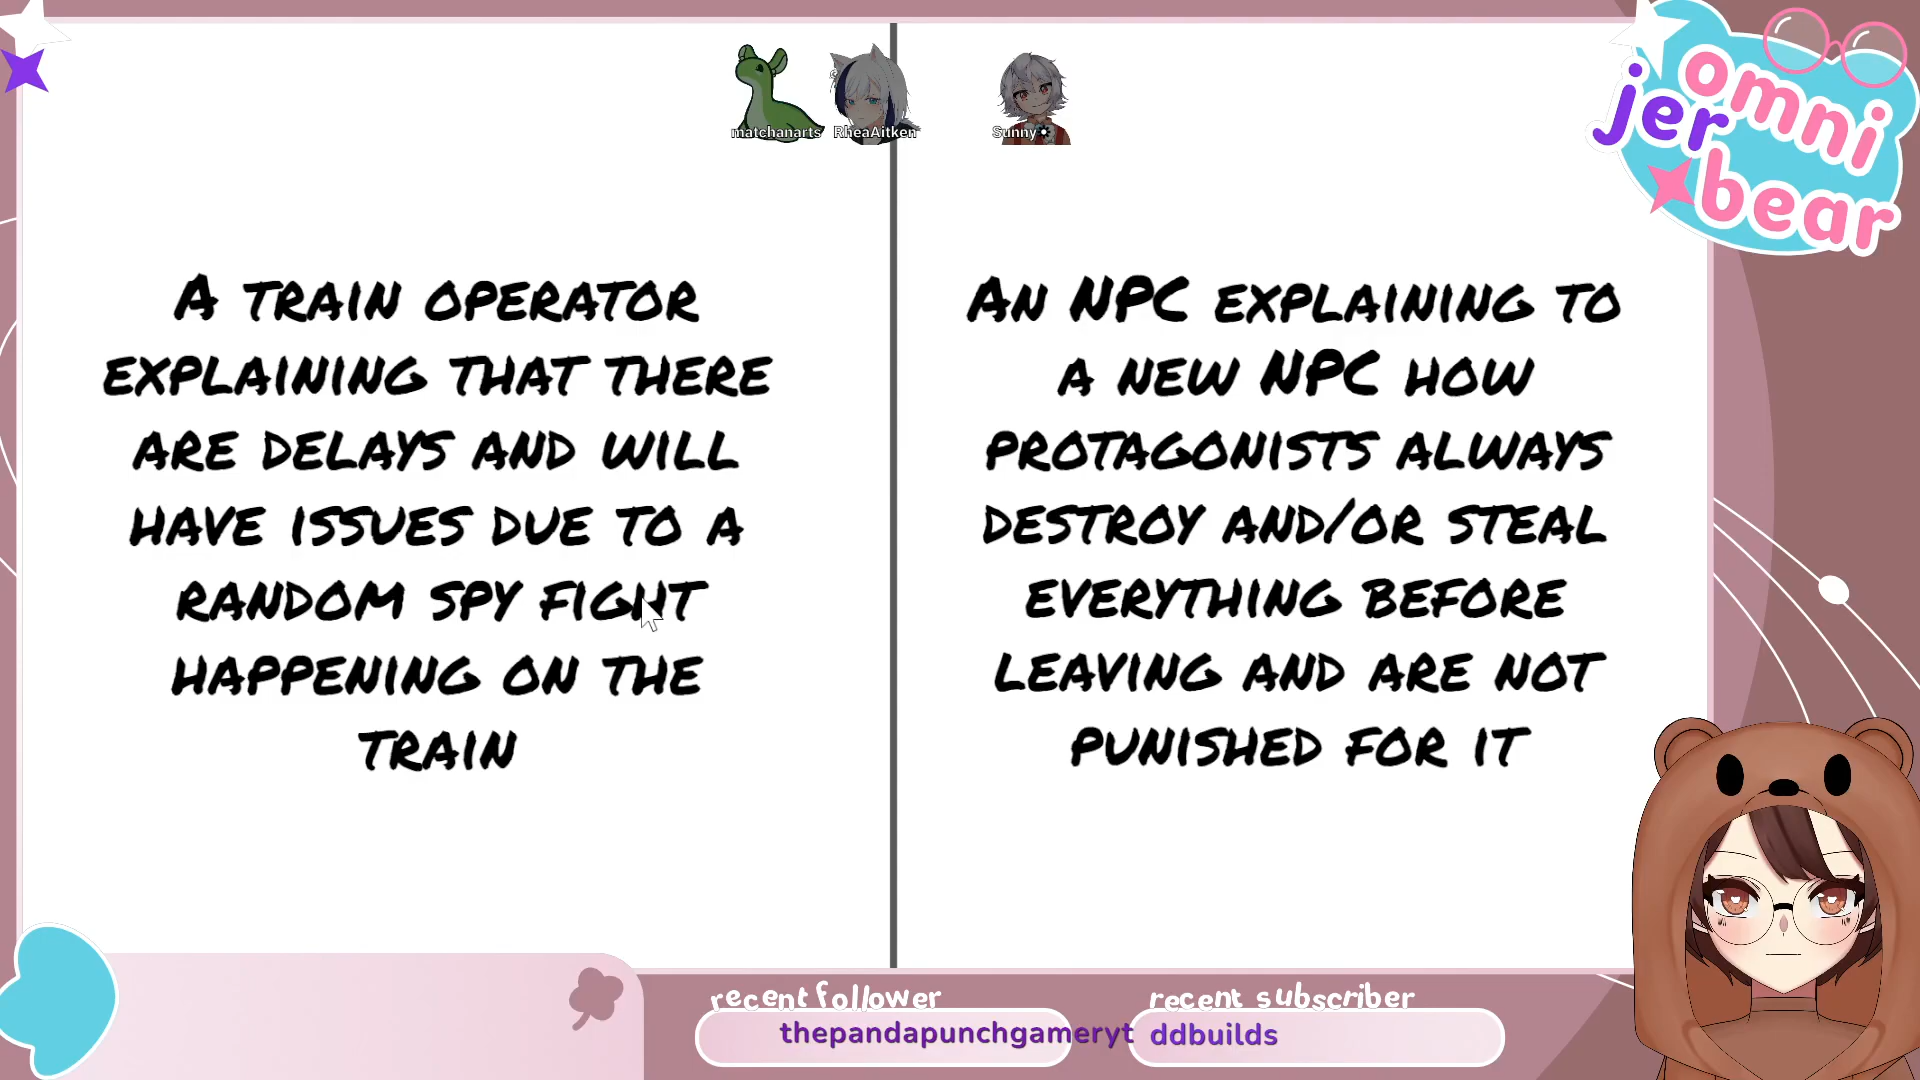 matchanarts
RheaAitken
Sunny
omni
jer
bear
A TRAIN OPERATOR
EXPLAINING THAT THERE
ARE DELAYS AND WILL
HAVE ISSUES DUE TO A
RANDOM SPY FIGHT
HAPPENING ON THE
TRAIN
AN NPC EXPLAINING TO
A NEW NPC HOW
PROTAGONISTS ALWAYS
DESTROY AND/OR STEAL
EVERYTHING BEFORE
LEAVING AND ARE NOT
PUNISHED FOR IT
recent follower
thepandapunchgameryt
recent subscriber
ddbuilds